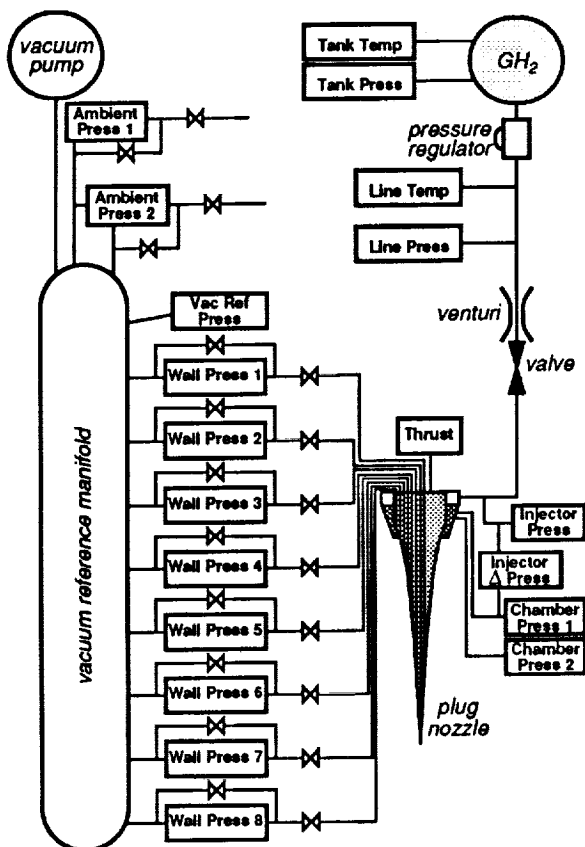 vacuum
pump
Tank Temp
Tank Press
GH2
Ambient
Press 1
pressure
regulator
Ambient
Press 2
Line Temp
Line Press
Vac Ref
Press
venturi
valve
Wall Press 1
Wall Press 2
Wall Press 3
Wall Press 4
Wall Press 5
Wall Press 6
Wall Press 7
Wall Press 8
vacuum reference manifold
Thrust
Injector
Press
Injector
Δ Press
Chamber
Press 1
Chamber
Press 2
plug
nozzle